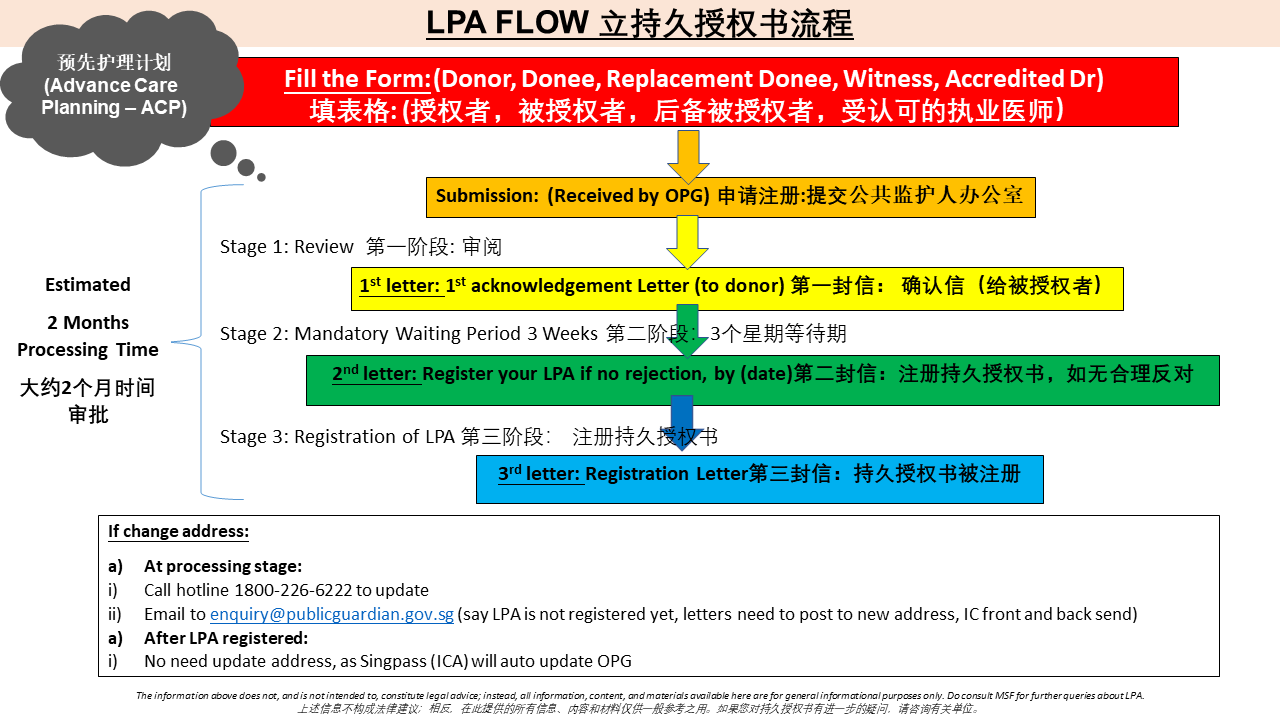 LPA FLOW 立持久授权书流程
预先护理计划
(Advance Care
Planning – ACP)
Fill the Form: (Donor, Donee, Replacement Donee, Witness, Accredited Dr)
填表格: (授权者，被授权者，后备被授权者，受认可的执业医师）
Submission: (Received by OPG) 申请注册:提交公共监护人办公室
Stage 1: Review 第一阶段: 审阅
1st letter: 1st acknowledgement Letter (to donor) 第一封信： 确认信（给被授权者）
Stage 2: Mandatory Waiting Period 3 Weeks 第二阶段： 3个星期等待期
2nd letter: Register your LPA if no rejection, by (date)第二封信：注册持久授权书，如无合理反对
Stage 3: Registration of LPA 第三阶段： 注册持久授权书
3rd letter: Registration Letter第三封信：持久授权书被注册
Estimated
2 Months
Processing Time
大约2个月时间
审批
If change address:
a) At processing stage:
i) Call hotline 1800-226-6222 to update
ii) Email to enquiry@publicguardian.gov.sg (say LPA is not registered yet, letters need to post to new address, IC front and back send)
a) After LPA registered:
i) No need update address, as Singpass (ICA) will auto update OPG
The information above does not, and is not intended to, constitute legal advice; instead, all information, content, and materials available here are for general informational purposes only. Do consult MSF for further queries about LPA.
上述信息不构成法律建议；相反，在此提供的所有信息、内容和材料仅供一般参考之用。如果您对持久授权书有进一步的疑问，请咨询有关单位。